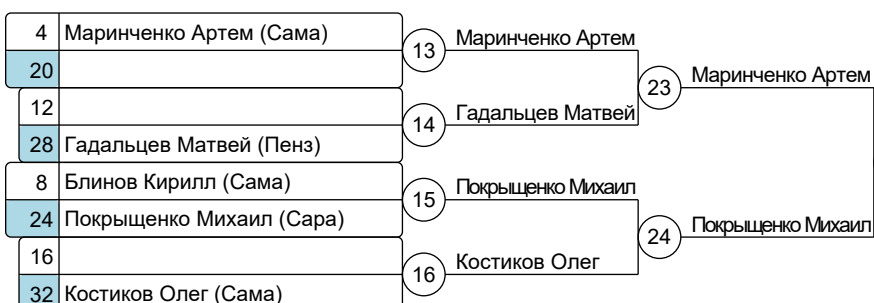 4 Маринченко Артем (Сама)
20
12
28 Гадальцев Матвей (Пенз)
8 Блинов Кирилл (Сама)
24 Покрыщенко Михаил (Сара)
16
32 Костиков Олег (Сама)
13 Маринченко Артем
14 Гадальцев Матвей
15 Покрыщенко Михаил
16 Костиков Олег
23 Маринченко Артем
24 Покрыщенко Михаил